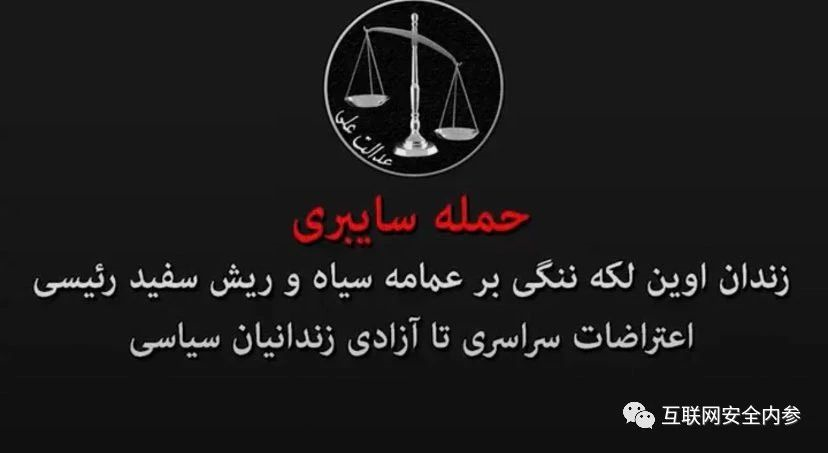 عدالت علی
حمله سایبری
زندان اوین لکه ننگی بر عمامه سیاه و ریش سفید رئیسی
اعتراضات سراسری تا آزادی زندانیان سیاسی
互联网安全内参